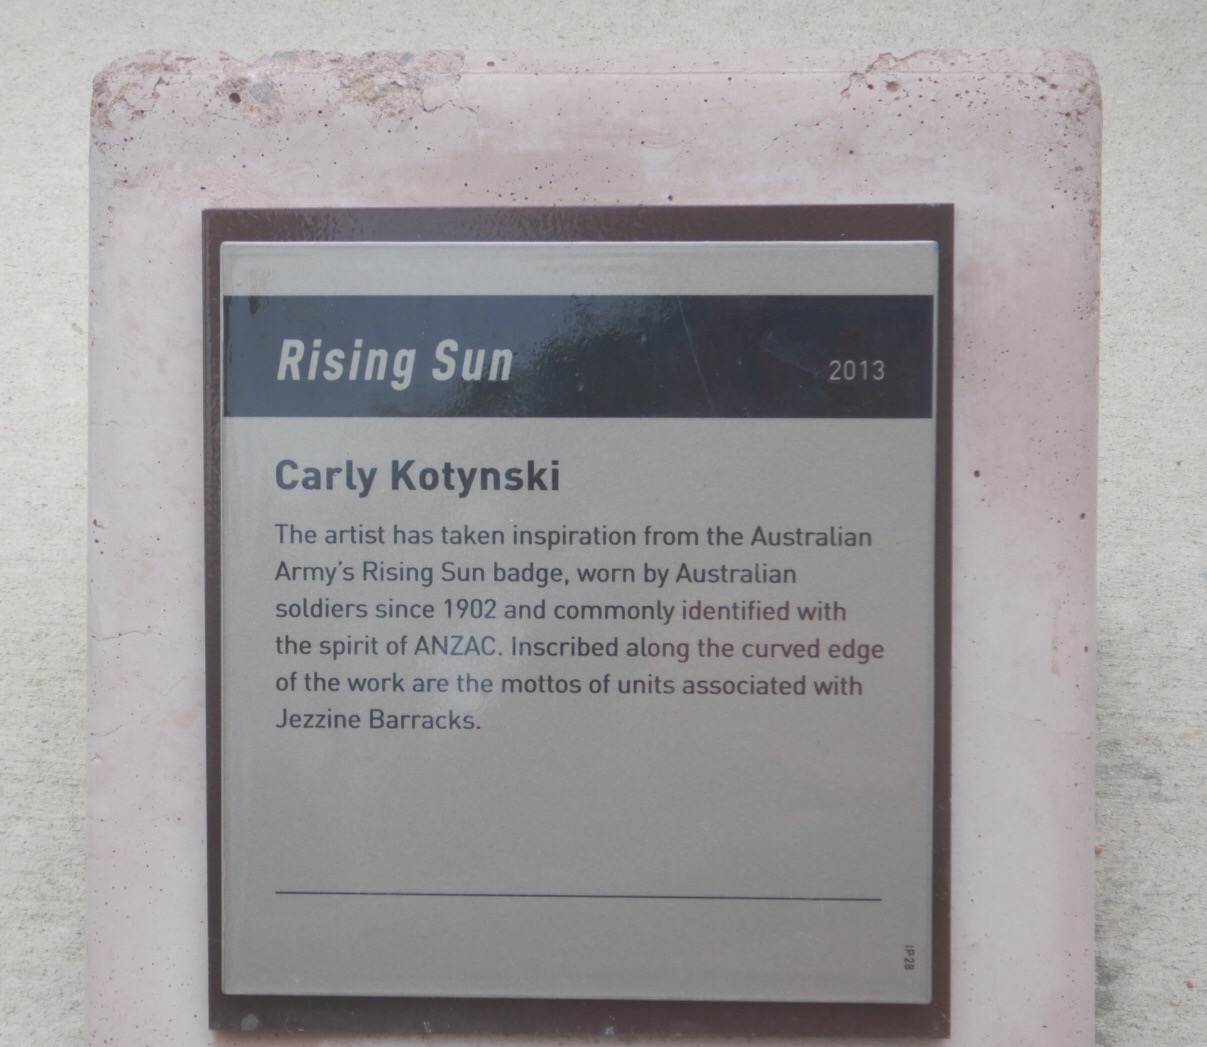 Rising Sun
2013
Carly Kotynski
The artist has taken inspiration from the Australian
Army's Rising Sun badge, worn by Australian
soldiers since 1902 and commonly identified with
the spirit of ANZAC. Inscribed along the curved edge
of the work are the mottos of units associated with
Jezzine Barracks.
IP28